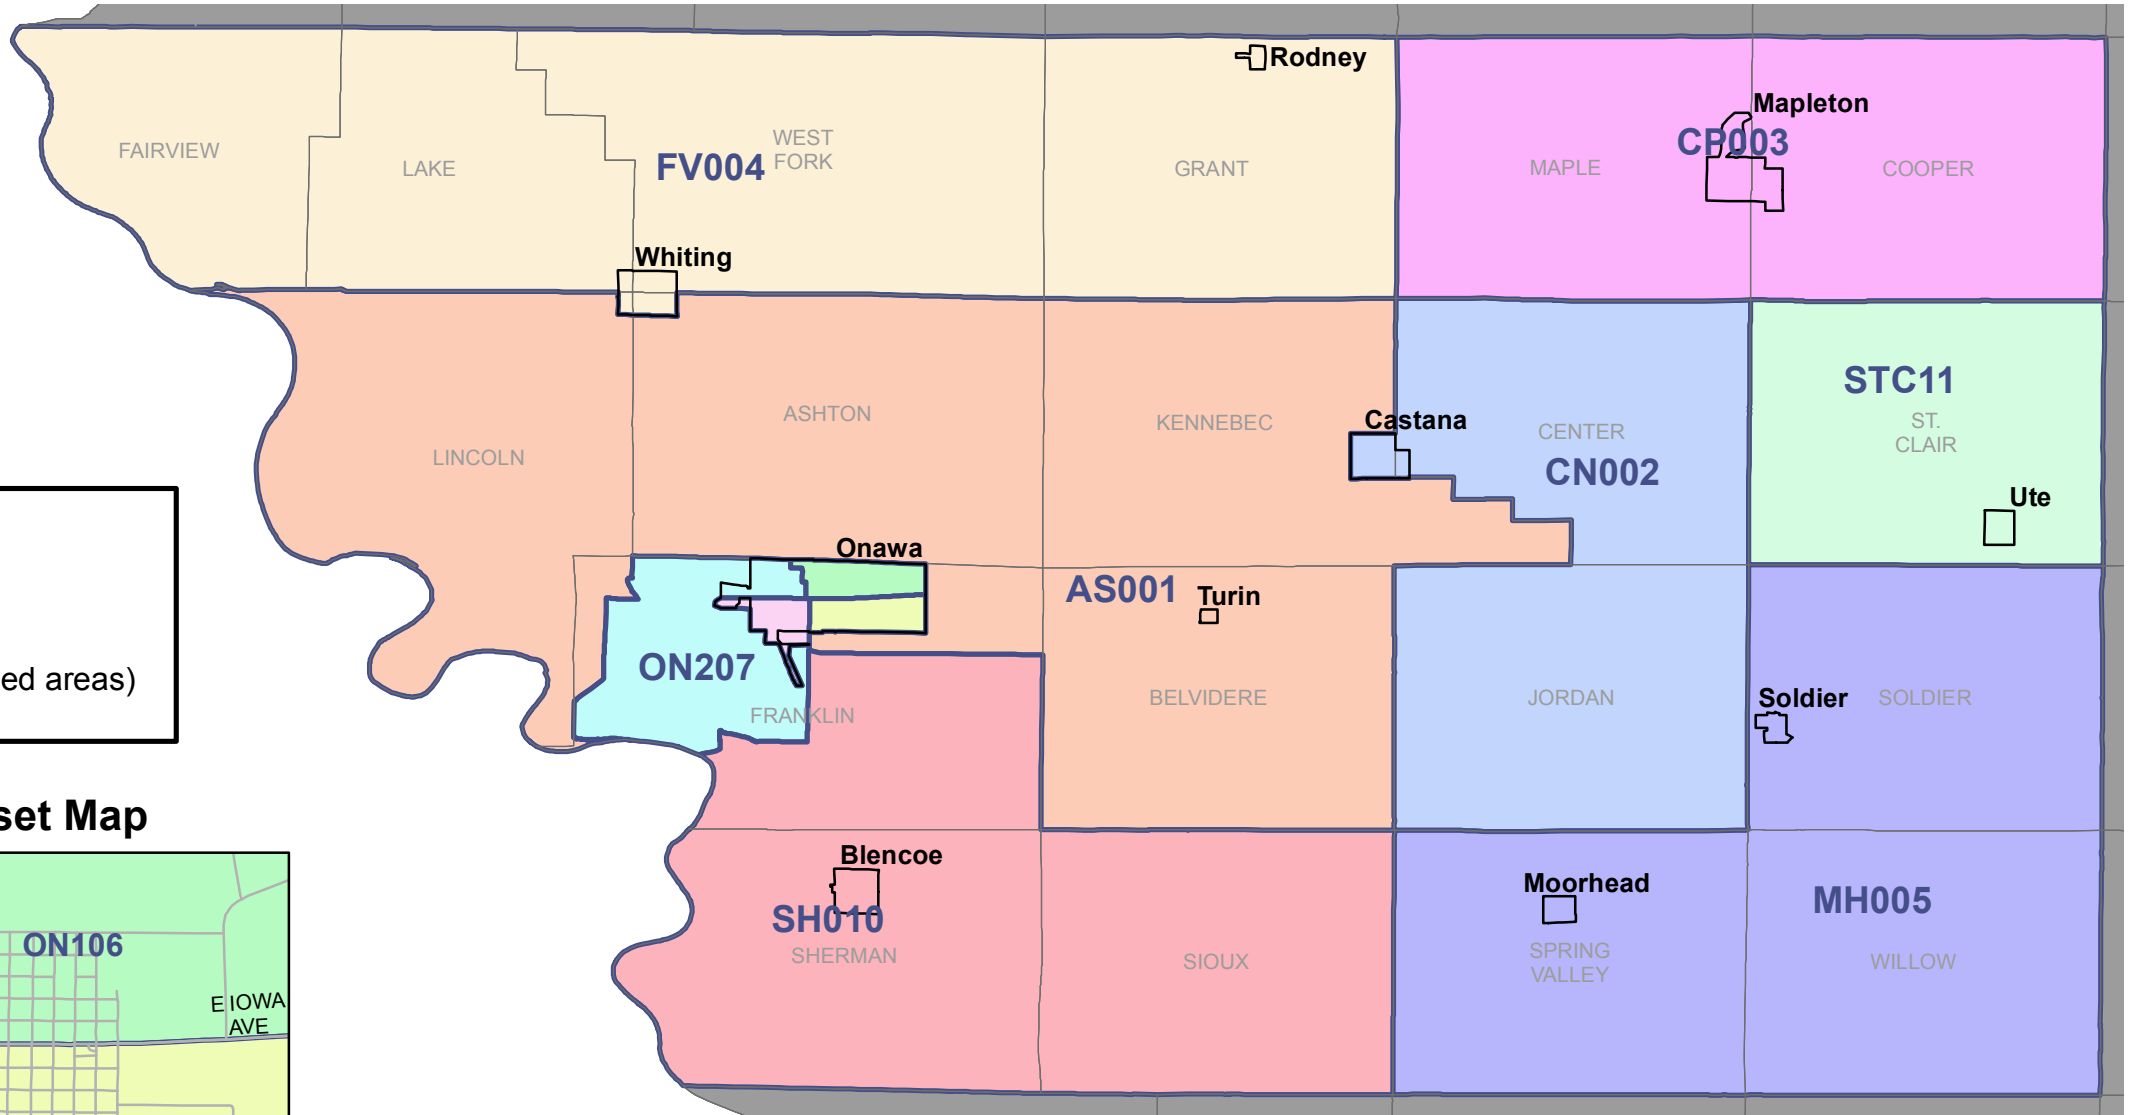 Rodney
Mapleton
CP003
WEST
FORK
FAIRVIEW
LAKE
FV004
GRANT
MAPLE
COOPER
Whiting
STC11
ASHTON
KENNEBEC
Castana
CENTER
ST.
CLAIR
LINCOLN
CN002
Ute
Onawa
AS001
Turin
ed areas)
ON207
BELVIDERE
JORDAN
Soldier
SOLDIER
FRANKLIN
set Map
Blencoe
Moorhead
MH005
SH010
ON106
SHERMAN
SIOUX
SPRING
VALLEY
WILLOW
E IOWA
AVE